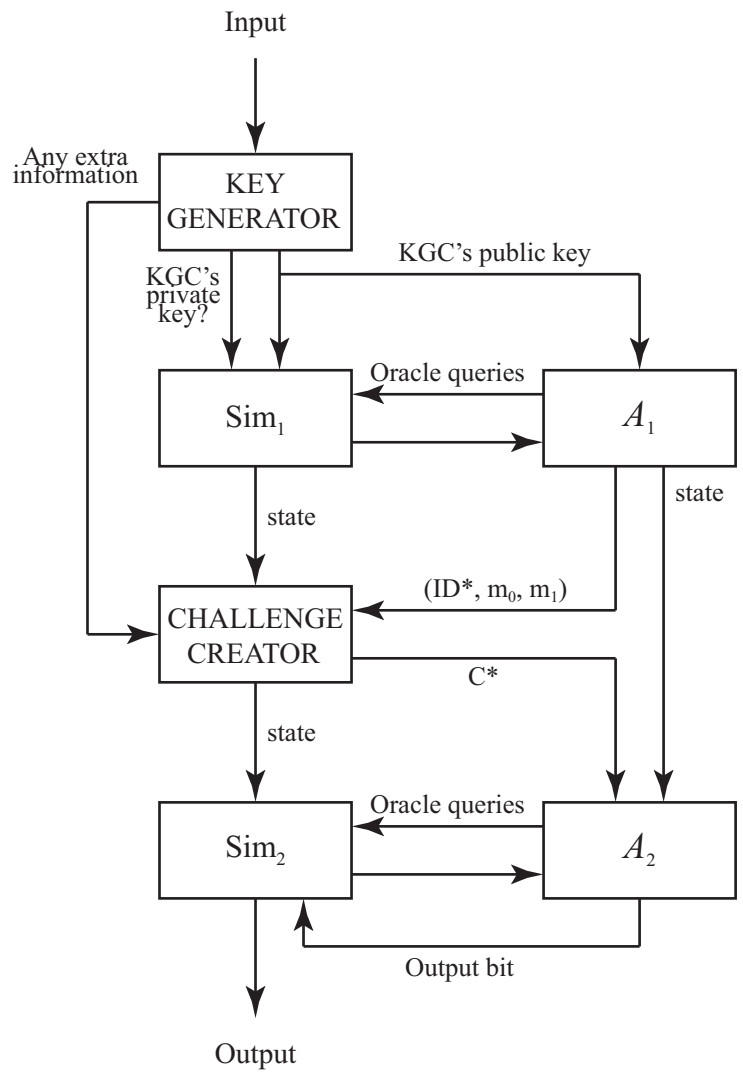 Input
Any extra
information
KEY
GENERATOR
KGC’s public key
KGC’s
private
key?
Oracle queries
Sim₁
A₁
state
state
(ID*, m₀, m₁)
CHALLENGE
CREATOR
C*
state
Oracle queries
Sim₂
A₂
Output bit
Output